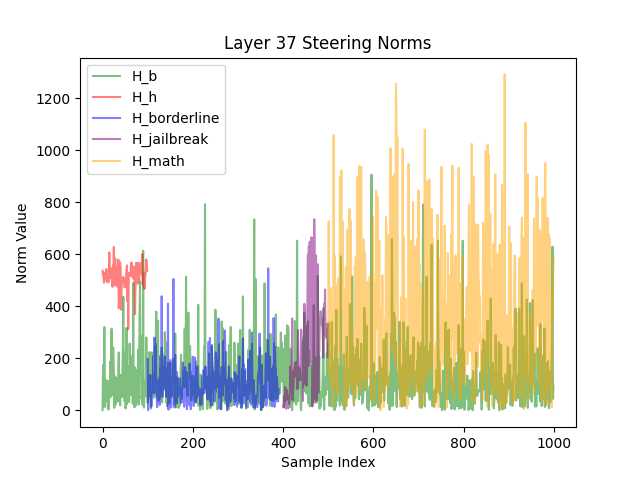 Layer 37 Steering Norms
H_b
H_h
H_borderline
H_jailbreak
H_math
Norm Value
1200
1000
800
600
400
200
0
0
200
400
600
800
1000
Sample Index